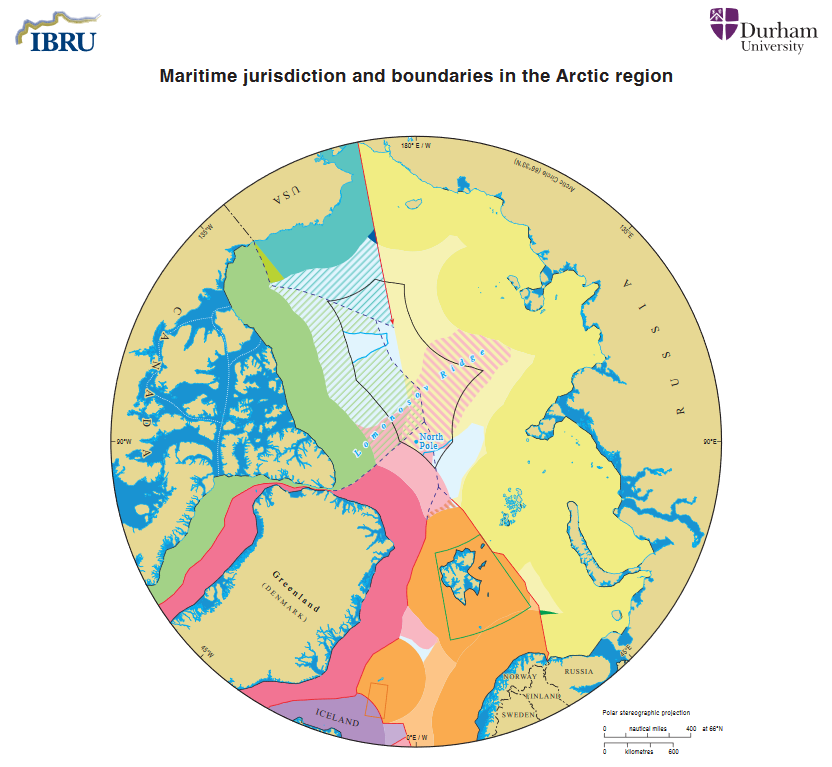 IBRU
Durham
University
Maritime jurisdiction and boundaries in the Arctic region
180° E / W
Arctic Circle (66°33'N)
USA
135°W
135°E
CANADA
RUSSIA
Lomonosov Ridge
North
Pole
90°W
90°E
Greenland
(DENMARK)
45°W
45°E
NORWAY
RUSSIA
FINLAND
SWEDEN
ICELAND
0°E / W
Polar stereographic projection
0 nautical miles 400 at 66°N
0 kilometres 600